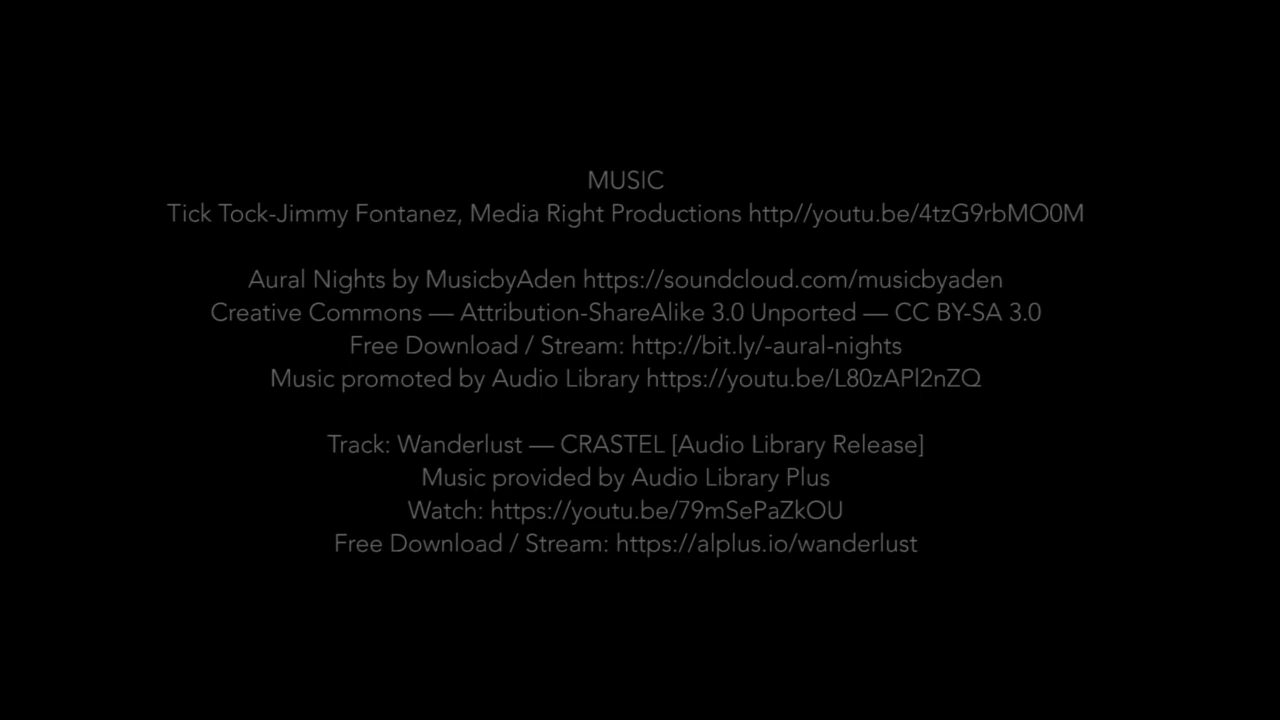 MUSIC
Tick Tock-Jimmy Fontanez, Media Right Productions http//youtu.be/4tzG9rbMO0M
Aural Nights by MusicbyAden https://soundcloud.com/musicbyaden
Creative Commons — Attribution-ShareAlike 3.0 Unported — CC BY-SA 3.0
Free Download / Stream: http://bit.ly/-aural-nights
Music promoted by Audio Library https://youtu.be/L80zAPl2nZQ
Track: Wanderlust — CRASTEL [Audio Library Release]
Music provided by Audio Library Plus
Watch: https://youtu.be/79mSePaZkOU
Free Download / Stream: https://alplus.io/wanderlust